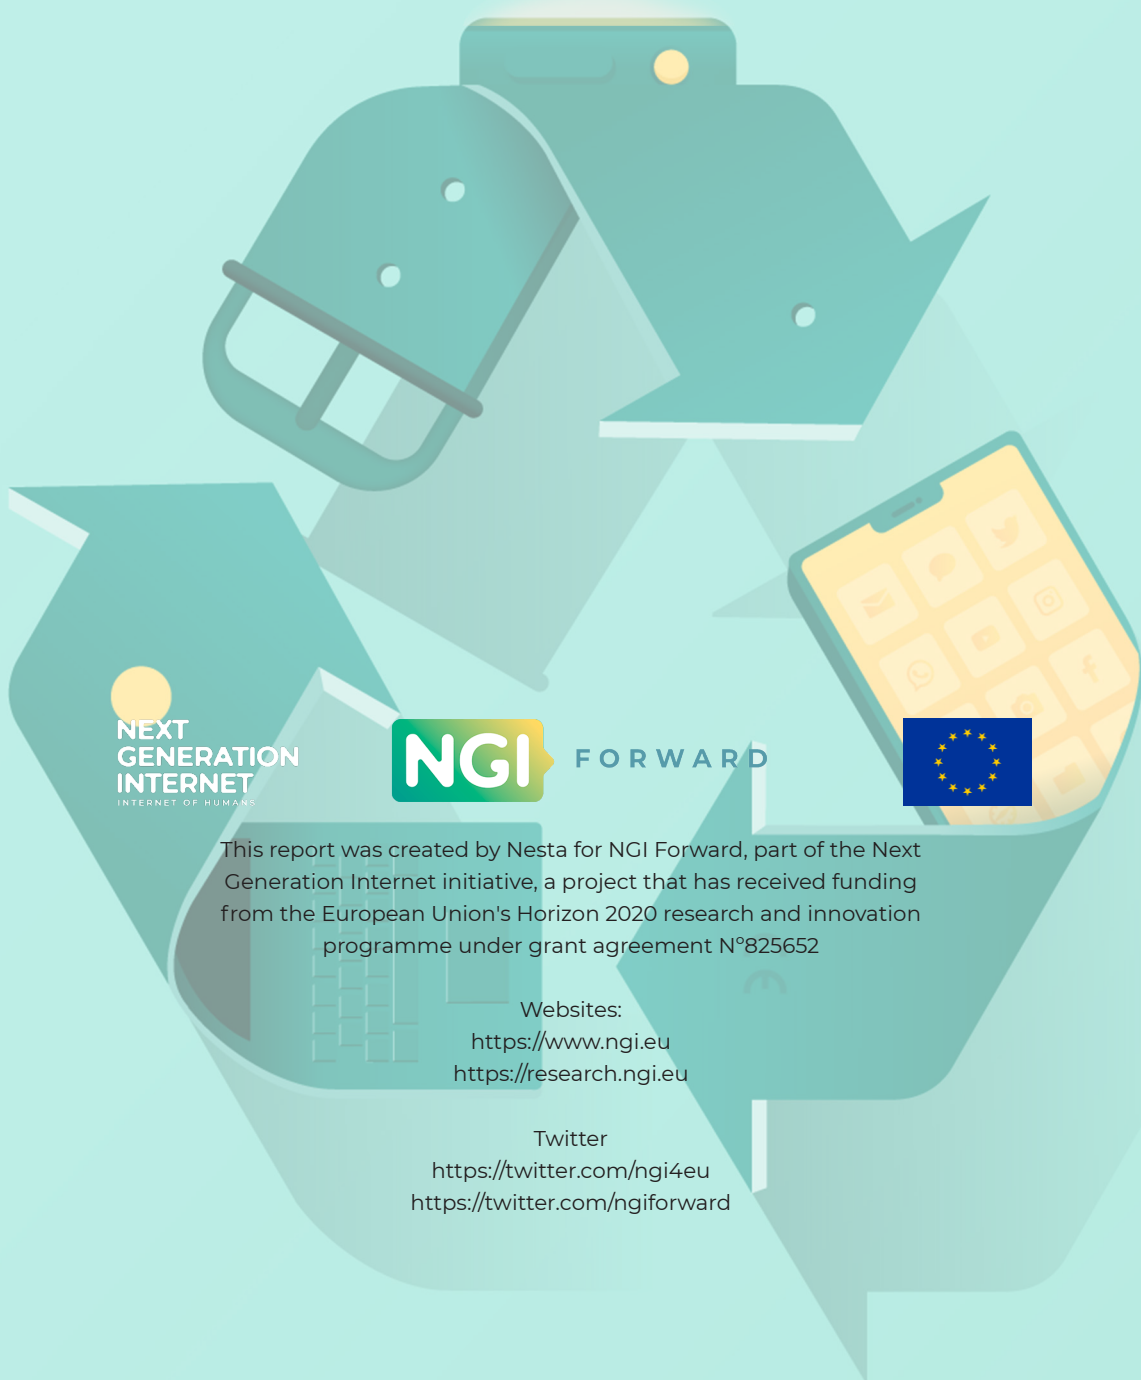 NEXT
GENERATION
INTERNET
INTERNET OF HUMANS
NGI FORWARD
This report was created by Nesta for NGI Forward, part of the Next
Generation Internet initiative, a project that has received funding
from the European Union's Horizon 2020 research and innovation
programme under grant agreement Nº825652
Websites:
https://www.ngi.eu
https://research.ngi.eu
Twitter
https://twitter.com/ngi4eu
https://twitter.com/ngiforward